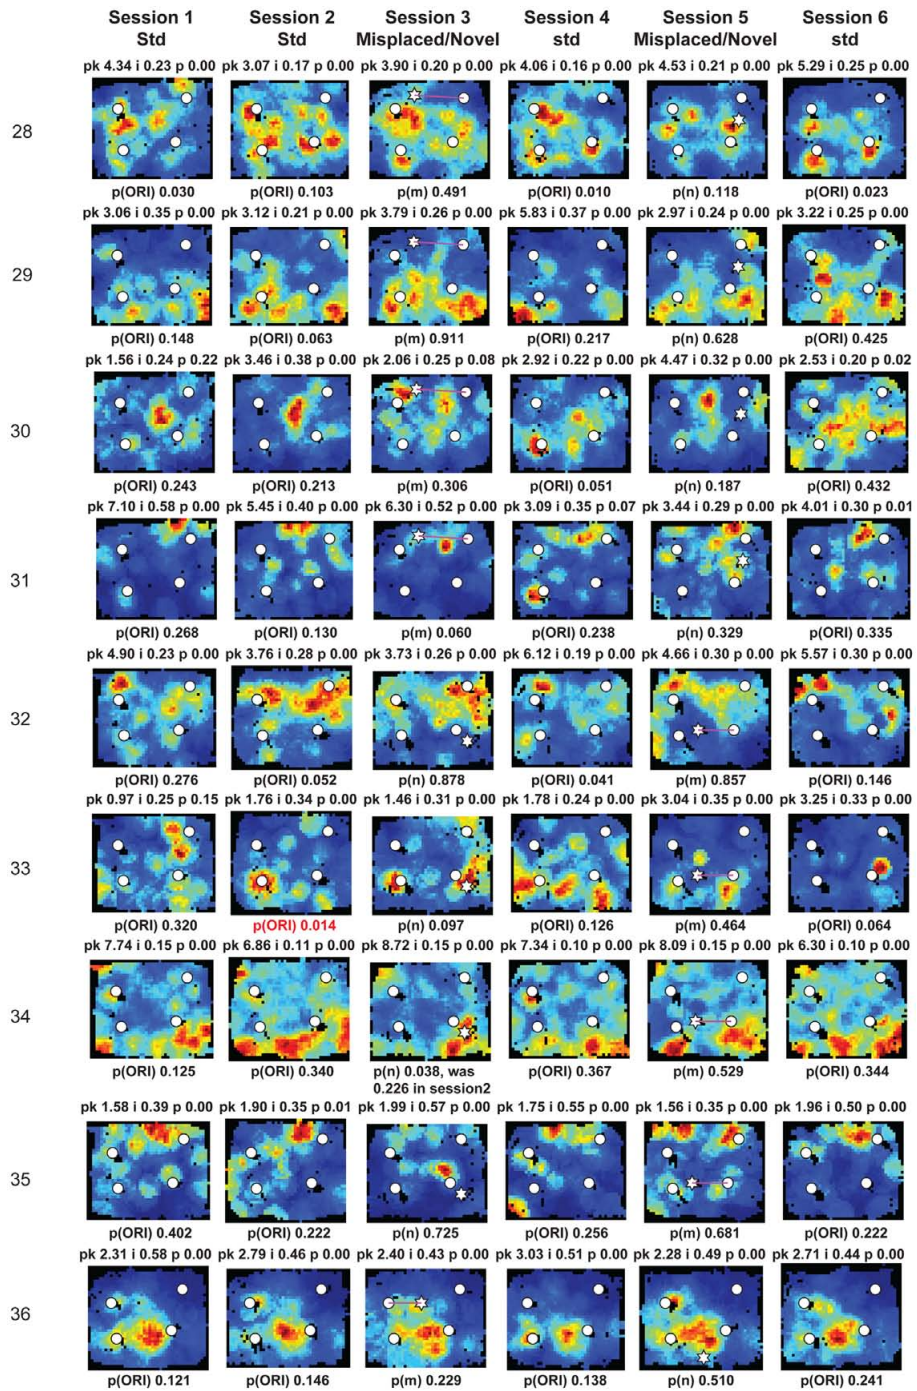 Session 1 Session 2 Session 3 Session 4 Session 5 Session 6
Std Std Misplaced/Novel std Misplaced/Novel std
pk 4.34 i 0.23 p 0.00 pk 3.07 i 0.17 p 0.00 pk 3.90 i 0.20 p 0.00 pk 4.06 i 0.16 p 0.00 pk 4.53 i 0.21 p 0.00 pk 5.29 i 0.25 p 0.00
28
p(ORI) 0.030 p(ORI) 0.103 p(m) 0.491 p(ORI) 0.010 p(n) 0.118 p(ORI) 0.023
pk 3.06 i 0.35 p 0.00 pk 3.12 i 0.21 p 0.00 pk 3.79 i 0.26 p 0.00 pk 5.83 i 0.37 p 0.00 pk 2.97 i 0.24 p 0.00 pk 3.22 i 0.25 p 0.00
29
p(ORI) 0.148 p(ORI) 0.063 p(m) 0.911 p(ORI) 0.217 p(n) 0.628 p(ORI) 0.425
pk 1.56 i 0.24 p 0.22 pk 3.46 i 0.38 p 0.00 pk 2.06 i 0.25 p 0.08 pk 2.92 i 0.22 p 0.00 pk 4.47 i 0.32 p 0.00 pk 2.53 i 0.20 p 0.02
30
p(ORI) 0.243 p(ORI) 0.213 p(m) 0.306 p(ORI) 0.051 p(n) 0.187 p(ORI) 0.432
pk 7.10 i 0.58 p 0.00 pk 5.45 i 0.40 p 0.00 pk 6.30 i 0.52 p 0.00 pk 3.09 i 0.35 p 0.07 pk 3.44 i 0.29 p 0.00 pk 4.01 i 0.30 p 0.01
31
p(ORI) 0.268 p(ORI) 0.130 p(m) 0.060 p(ORI) 0.238 p(n) 0.329 p(ORI) 0.335
pk 4.90 i 0.23 p 0.00 pk 3.76 i 0.28 p 0.00 pk 3.73 i 0.26 p 0.00 pk 6.12 i 0.19 p 0.00 pk 4.66 i 0.30 p 0.00 pk 5.57 i 0.30 p 0.00
32
p(ORI) 0.276 p(ORI) 0.052 p(n) 0.878 p(ORI) 0.041 p(m) 0.857 p(ORI) 0.146
pk 0.97 i 0.25 p 0.15 pk 1.76 i 0.34 p 0.00 pk 1.46 i 0.31 p 0.00 pk 1.78 i 0.24 p 0.00 pk 3.04 i 0.35 p 0.00 pk 3.25 i 0.33 p 0.00
33
p(ORI) 0.320 p(ORI) 0.014 p(n) 0.097 p(ORI) 0.126 p(m) 0.464 p(ORI) 0.064
pk 7.74 i 0.15 p 0.00 pk 6.86 i 0.11 p 0.00 pk 8.72 i 0.15 p 0.00 pk 7.34 i 0.10 p 0.00 pk 8.09 i 0.15 p 0.00 pk 6.30 i 0.10 p 0.00
34
p(ORI) 0.125 p(ORI) 0.340 p(n) 0.038, was p(ORI) 0.367 p(m) 0.529 p(ORI) 0.344
0.226 in session2
pk 1.58 i 0.39 p 0.00 pk 1.90 i 0.35 p 0.01 pk 1.99 i 0.57 p 0.00 pk 1.75 i 0.55 p 0.00 pk 1.56 i 0.35 p 0.00 pk 1.96 i 0.50 p 0.00
35
p(ORI) 0.402 p(ORI) 0.222 p(n) 0.725 p(ORI) 0.256 p(m) 0.681 p(ORI) 0.222
pk 2.31 i 0.58 p 0.00 pk 2.79 i 0.46 p 0.00 pk 2.40 i 0.43 p 0.00 pk 3.03 i 0.51 p 0.00 pk 2.28 i 0.49 p 0.00 pk 2.71 i 0.44 p 0.00
36
p(ORI) 0.121 p(ORI) 0.146 p(m) 0.229 p(ORI) 0.138 p(n) 0.510 p(ORI) 0.241